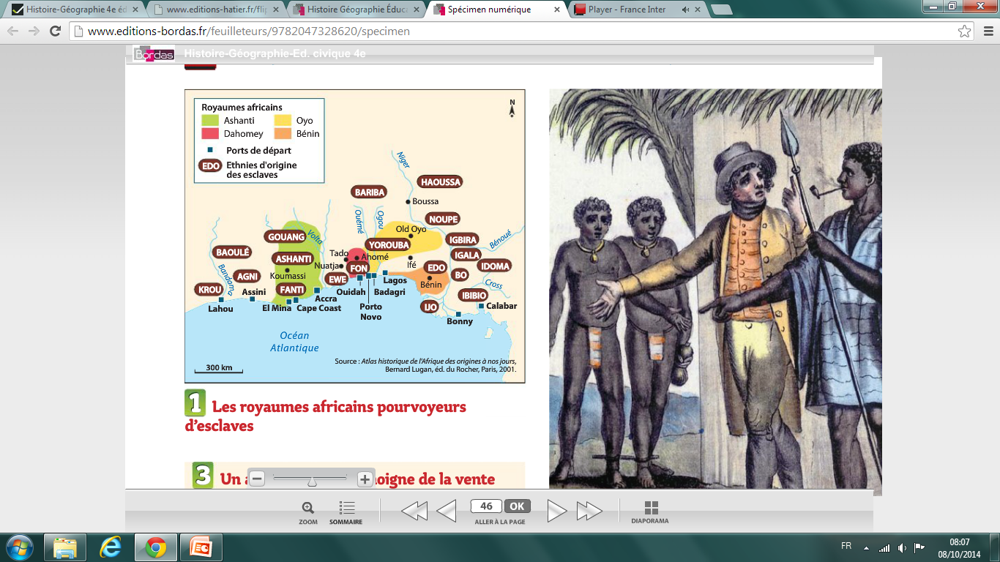 Histoire-Géographie 4e éd
www.editions-hatier.fr/flip
Histoire Géographie Éduca
Spécimen numérique
Player - France Inter
www.editions-bordas.fr/feuilleteurs/9782047328620/specimen
Bordas
Histoire-Géographie-Ed. civique 4e
Royaumes africains
Ashanti
Oyo
Dahomey
Bénin
Ports de départ
EDO
Ethnies d'origine
des esclaves
N
Niger
HAOUSSA
BARIBA
Boussa
Ouémé
Ogou
NOUPE
Old Oyo
GOUANG
Volta
YOROUBA
IGBIRA
Bénoué
BAOULÉ
ASHANTI
Tado
Ahomé
IGALA
Nuatja
Ifé
IDOMA
Bandama
AGNI
Koumassi
FON
EDO
BO
EWE
Lagos
Bénin
Cross
KROU
Assini
FANTI
Accra
Ouidah
Badagri
IBIBIO
Lahou
El Mina
Cape Coast
Porto
Novo
IJO
Calabar
Bonny
Océan
Atlantique
300 km
Source : Atlas historique de l'Afrique des origines à nos jours,
Bernard Lugan, éd. du Rocher, Paris, 2001.
1 Les royaumes africains pourvoyeurs
d'esclaves
3 Un
oigne de la vente
46
OK
ZOOM
SOMMAIRE
ALLER À LA PAGE
DIAPORAMA
FR
08:07
08/10/2014